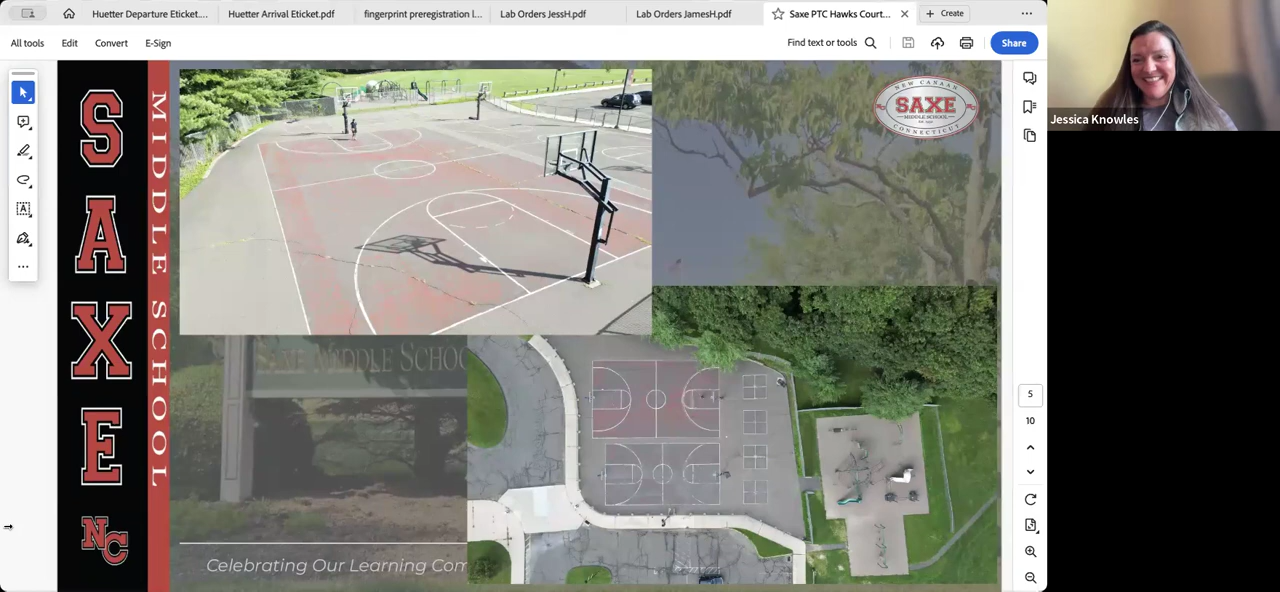 Huetter Departure Eticket....
Huetter Arrival Eticket.pdf
fingerprint preregistration l...
Lab Orders JessH.pdf
Lab Orders JamesH.pdf
Saxe PTC Hawks Court...
Create
All tools
Edit
Convert
E-Sign
Find text or tools
Share
SAXE
NC
MIDDLE SCHOOL
NEW CANAAN
SAXE
MIDDLE SCHOOL
CONNECTICUT
SAXE MIDDLE SCHOO
Celebrating Our Learning Com
5
10
Jessica Knowles